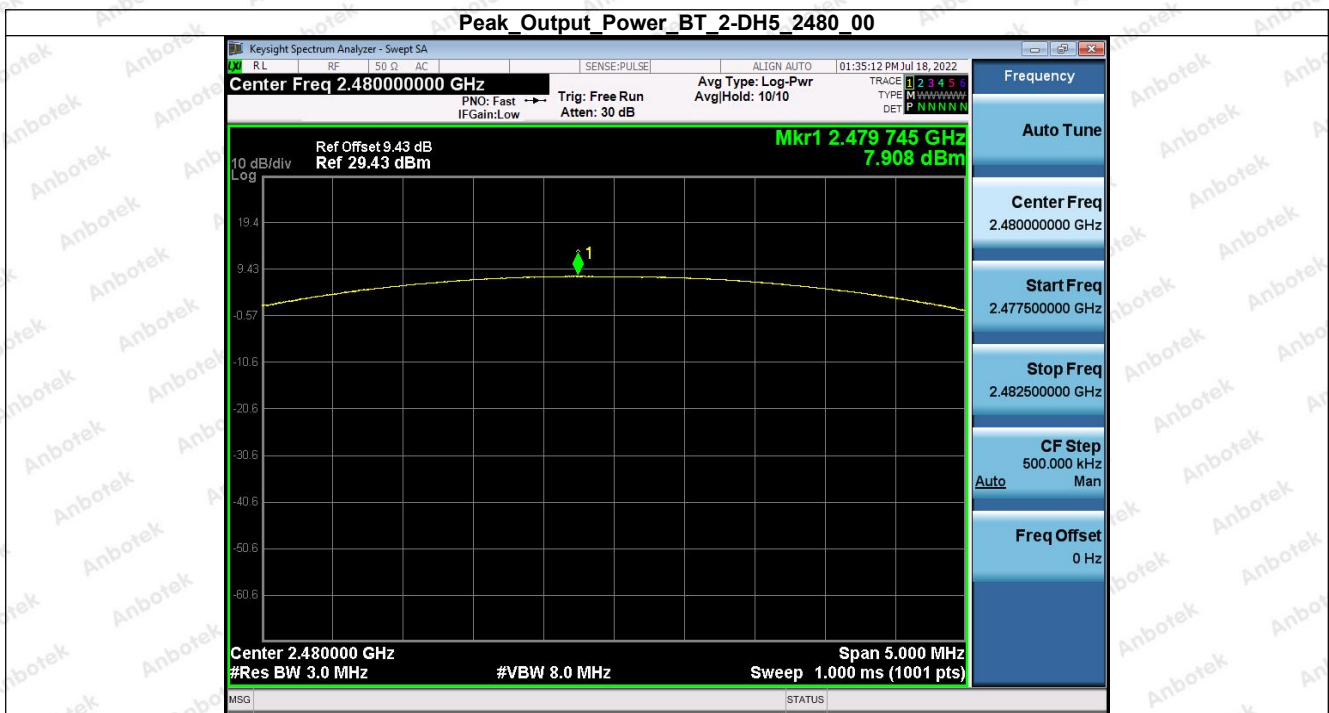 Peak_Output_Power_BT_2-DH5_2480_00
Keysight Spectrum Analyzer - Swept SA
LXI RL RF 50 Ω AC SENSE:PULSE ALIGN AUTO 01:35:12 PM Jul 18, 2022
Center Freq 2.480000000 GHz
PNO: Fast
IFGain:Low
Trig: Free Run
Atten: 30 dB
Avg Type: Log-Pwr
Avg|Hold: 10/10
TRACE 1 2 3 4 5 6
TYPE M W W W W W
DET P N N N N N
Ref Offset 9.43 dB
10 dB/div Ref 29.43 dBm
Log
Mkr1 2.479 745 GHz
7.908 dBm
1
19.4
9.43
-0.57
-10.6
-20.6
-30.6
-40.6
-50.6
-60.6
Center 2.480000 GHz Span 5.000 MHz
#Res BW 3.0 MHz #VBW 8.0 MHz Sweep 1.000 ms (1001 pts)
MSG STATUS
Frequency
Auto Tune
Center Freq
2.480000000 GHz
Start Freq
2.477500000 GHz
Stop Freq
2.482500000 GHz
CF Step
500.000 kHz
Auto Man
Freq Offset
0 Hz
Anbotek